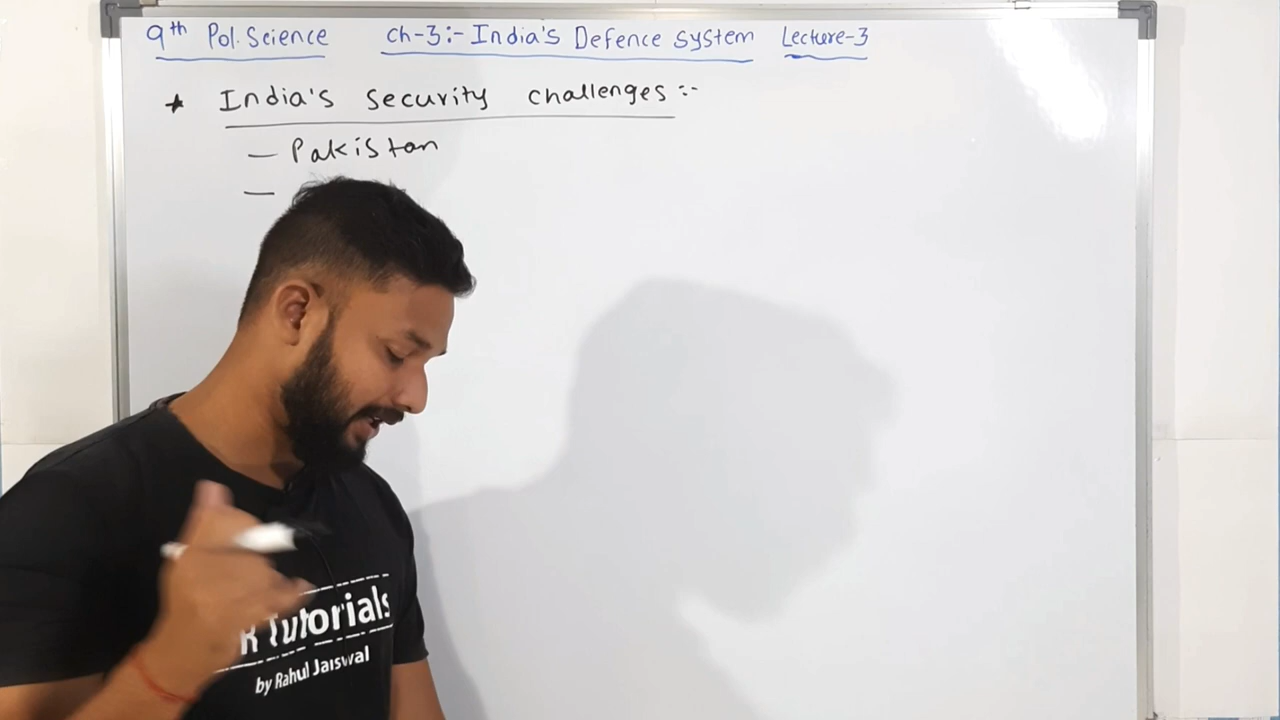 9th Pol. Science Ch-3:- India's Defence system Lecture-3
* India's security challenges :-
— Pakistan
—
Tutorials
by Rahul Jaiswal